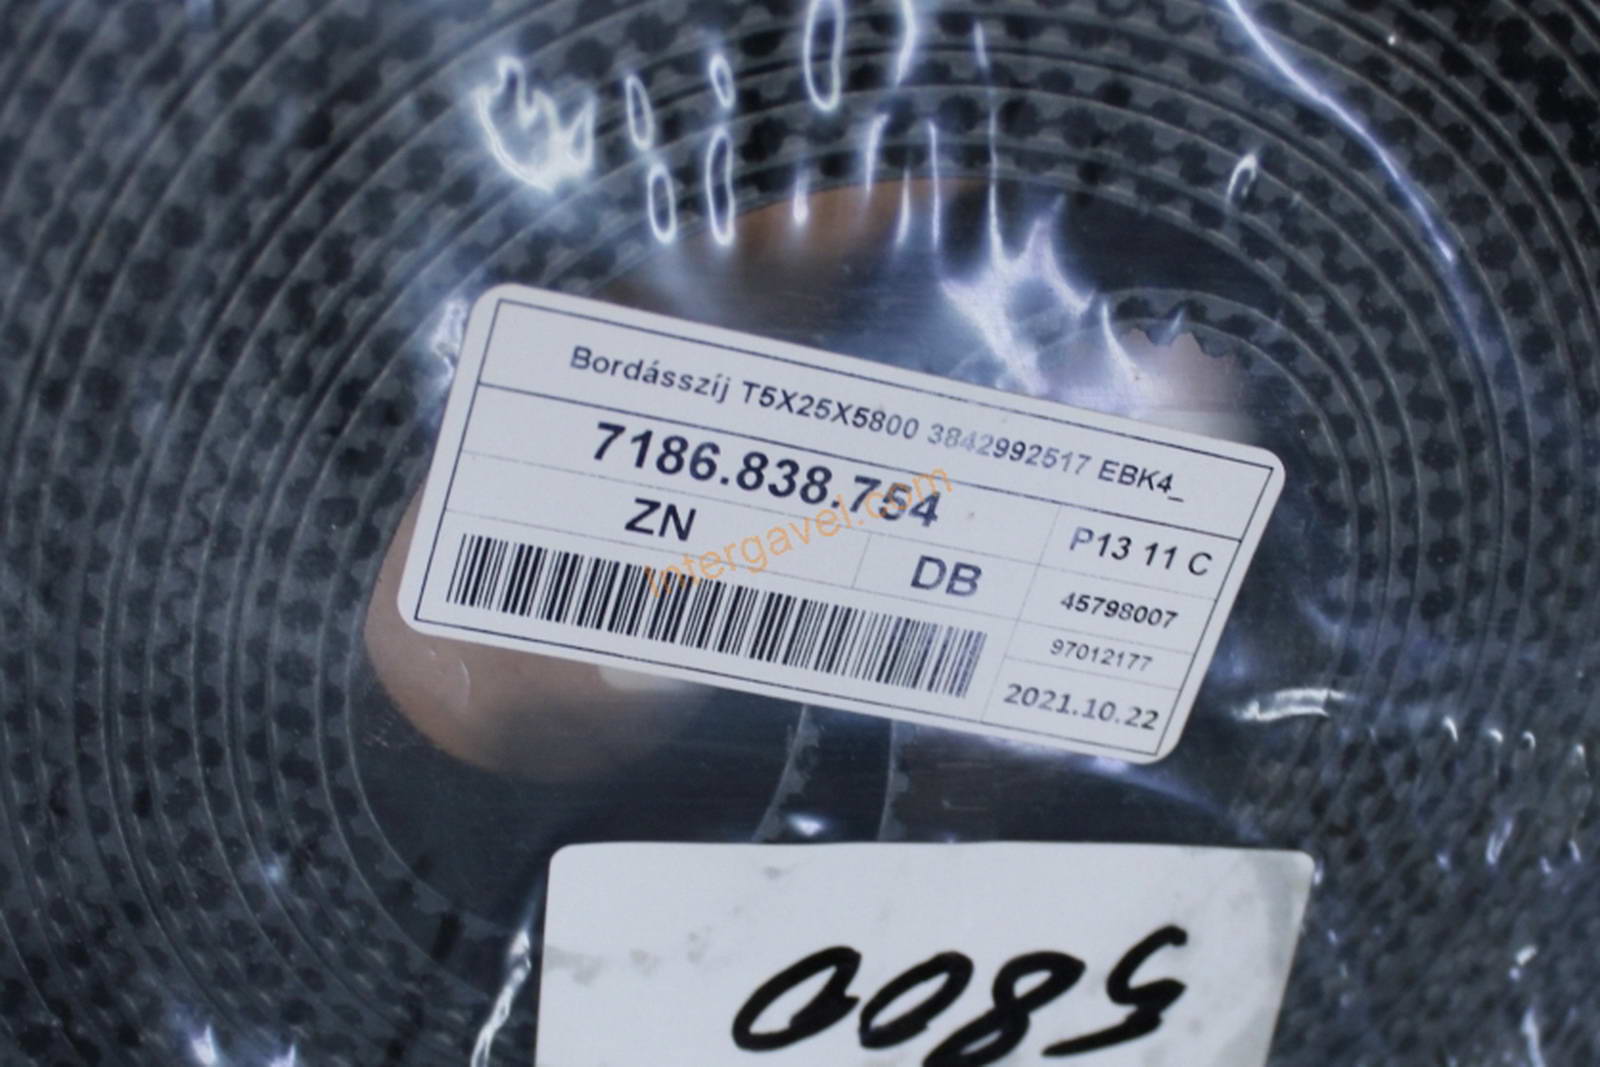 Bordásszíj T5X25X5800 3842992517 EBK4_
7186.838.754
P13 11 C
ZN
DB
45798007
97012177
2021.10.22
Intergavel.com
5800